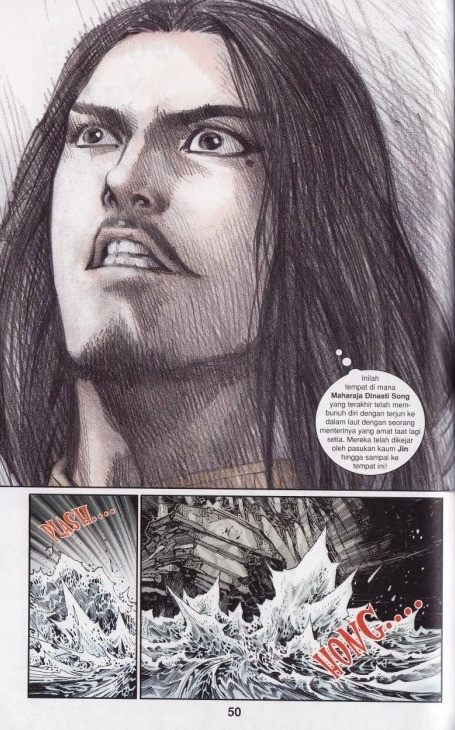 Inilah
tempat di mana
Maharaja Dinasti Song
yang terakhir telah mem-
bunuh diri dengan terjun ke
dalam laut dengan seorang
menterinya yang amat taat lagi
setia. Mereka telah dikejar
oleh pasukan kaum Jin
hingga sampai ke
tempat ini!
PLASH....
HONG....
50